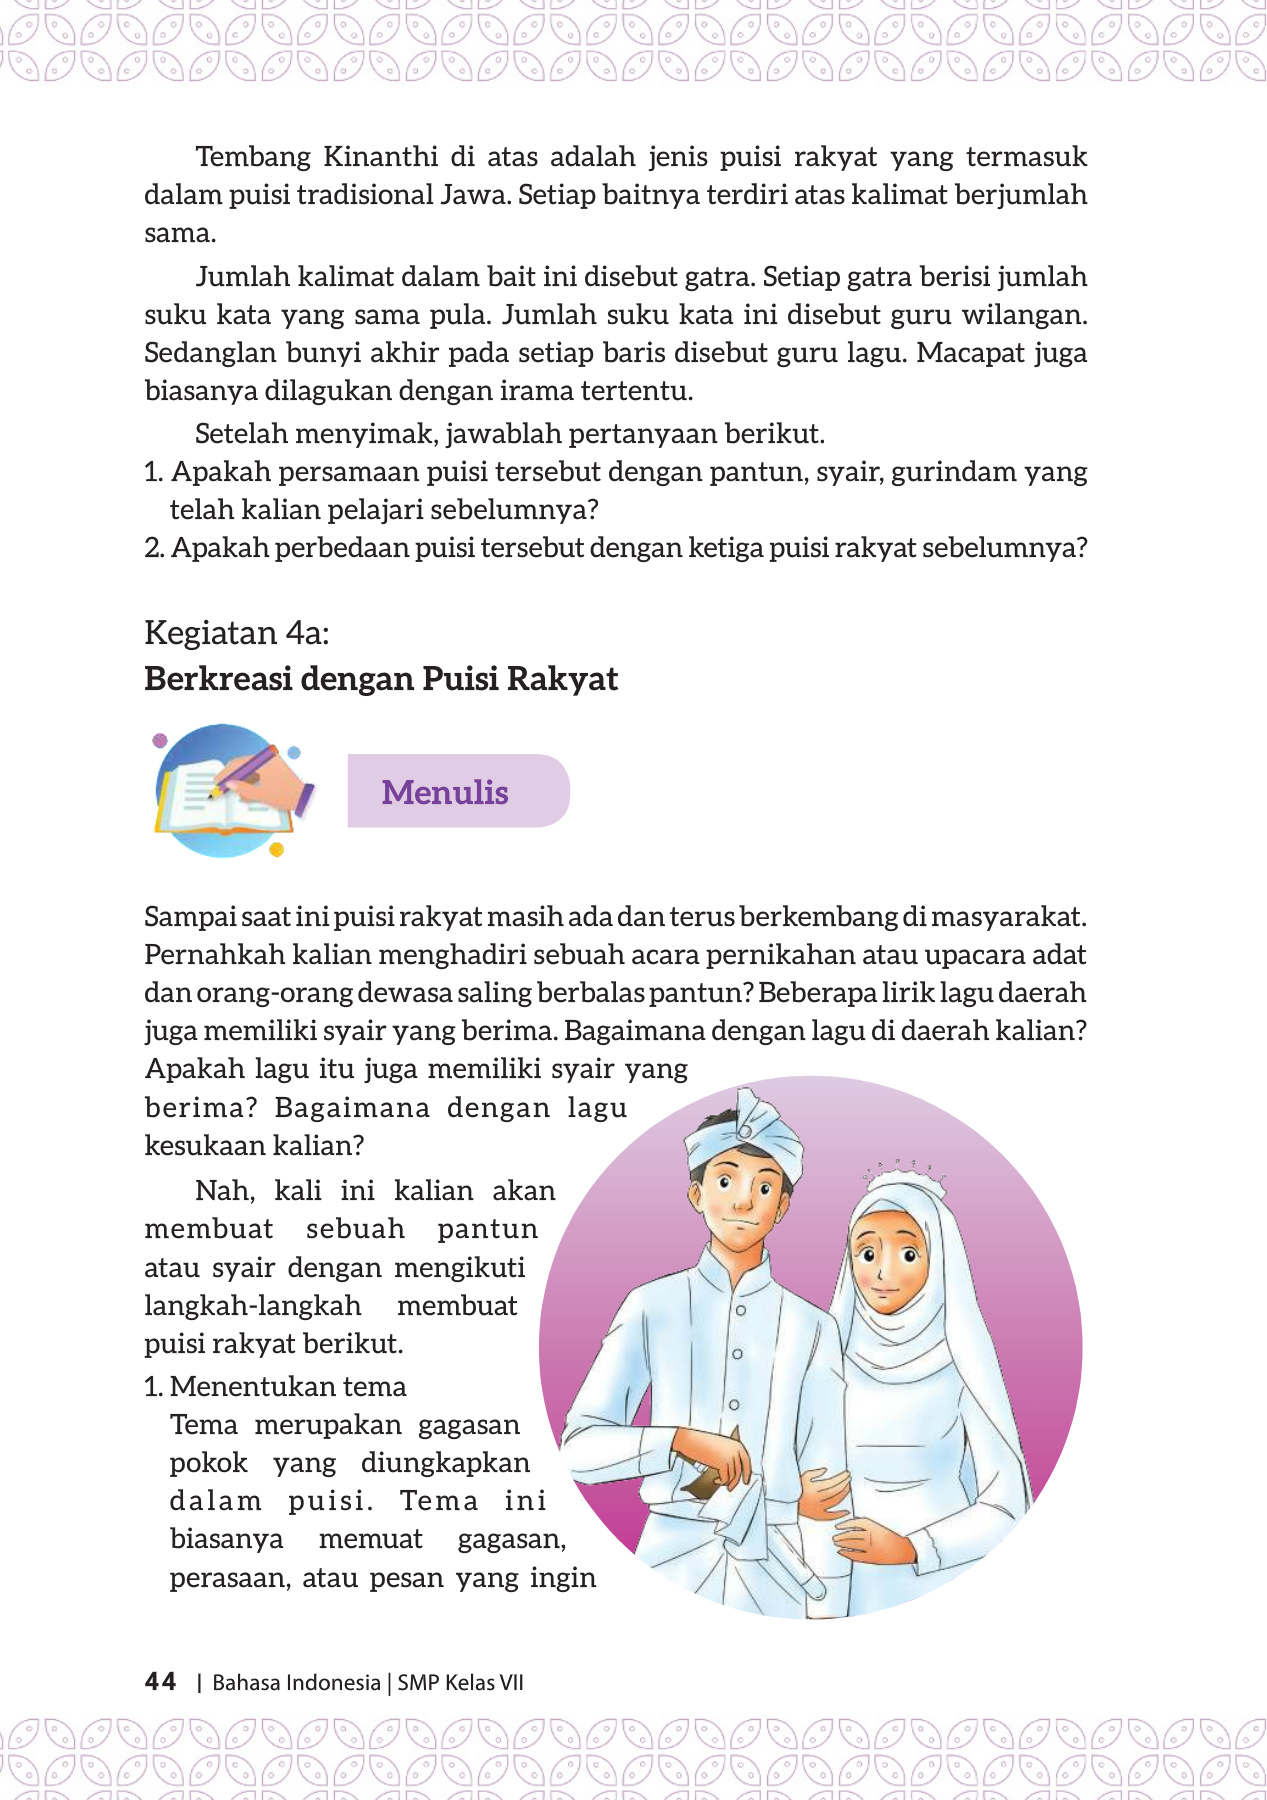 Tembang Kinanthi di atas adalah jenis puisi rakyat yang termasuk
dalam puisi tradisional Jawa. Setiap baitnya terdiri atas kalimat berjumlah
sama.
Jumlah kalimat dalam bait ini disebut gatra. Setiap gatra berisi jumlah
suku kata yang sama pula. Jumlah suku kata ini disebut guru wilangan.
Sedanglan bunyi akhir pada setiap baris disebut guru lagu. Macapat juga
biasanya dilagukan dengan irama tertentu.
Setelah menyimak, jawablah pertanyaan berikut.
1. Apakah persamaan puisi tersebut dengan pantun, syair, gurindam yang
telah kalian pelajari sebelumnya?
2. Apakah perbedaan puisi tersebut dengan ketiga puisi rakyat sebelumnya?
Kegiatan 4a:
Berkreasi dengan Puisi Rakyat
Menulis
Sampai saat ini puisi rakyat masih ada dan terus berkembang di masyarakat.
Pernahkah kalian menghadiri sebuah acara pernikahan atau upacara adat
dan orang-orang dewasa saling berbalas pantun? Beberapa lirik lagu daerah
juga memiliki syair yang berima. Bagaimana dengan lagu di daerah kalian?
Apakah lagu itu juga memiliki syair yang
berima? Bagaimana dengan lagu
kesukaan kalian?
Nah, kali ini kalian akan
membuat sebuah pantun
atau syair dengan mengikuti
langkah-langkah membuat
puisi rakyat berikut.
1. Menentukan tema
Tema merupakan gagasan
pokok yang diungkapkan
dalam puisi. Tema ini
biasanya memuat gagasan,
perasaan, atau pesan yang ingin
44 | Bahasa Indonesia | SMP Kelas VII